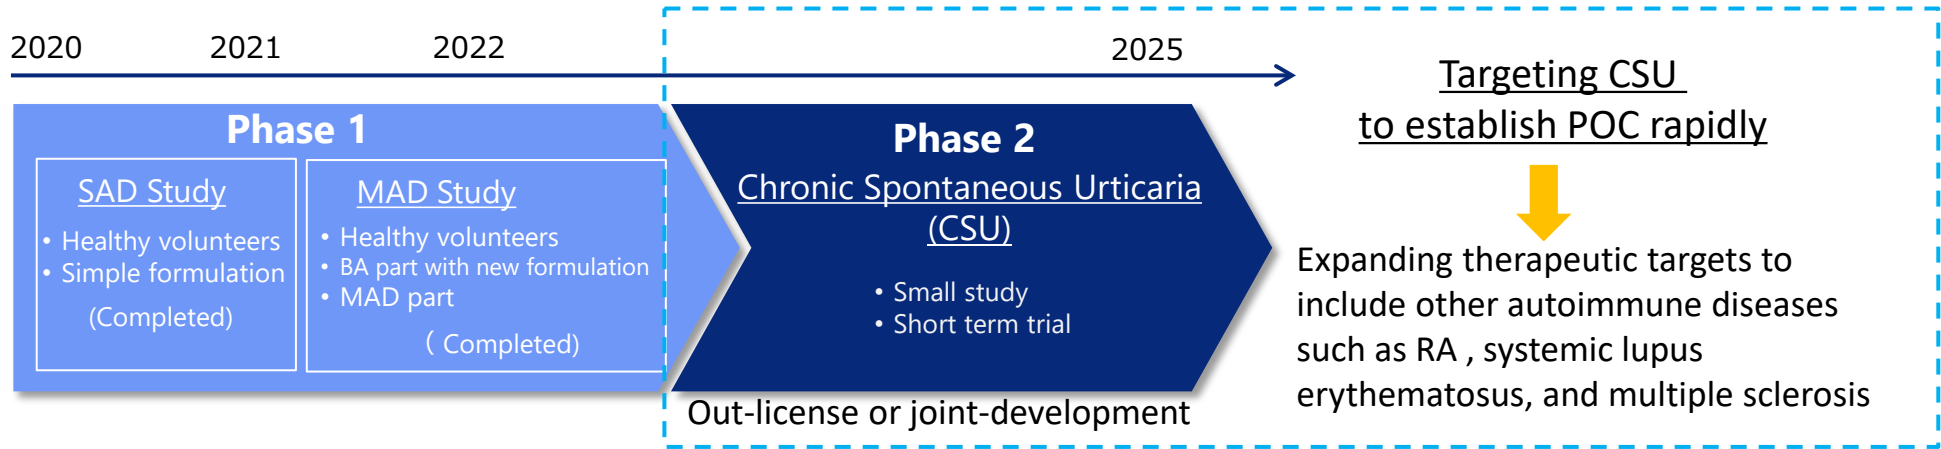 2020 2021 2022 2025
Phase 1
SAD Study
• Healthy volunteers
• Simple formulation
(Completed)
MAD Study
• Healthy volunteers
• BA part with new formulation
• MAD part
( Completed)
Phase 2
Chronic Spontaneous Urticaria
(CSU)
• Small study
• Short term trial
Out-license or joint-development
Targeting CSU
to establish POC rapidly
Expanding therapeutic targets to
include other autoimmune diseases
such as RA , systemic lupus
erythematosus, and multiple sclerosis